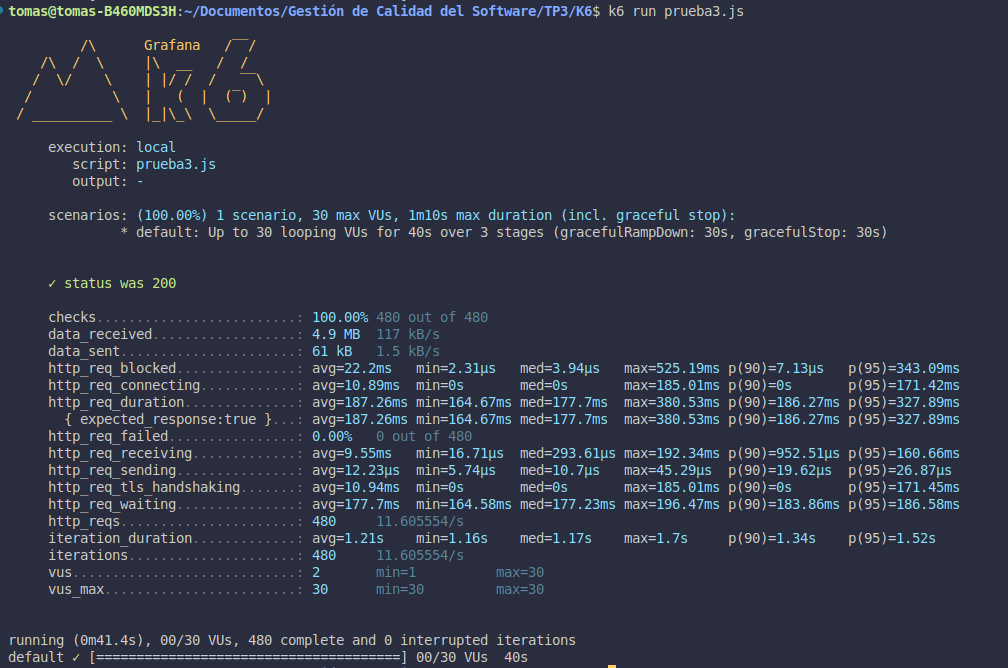 tomas@tomas-B460MDS3H:~/Documentos/Gestión de Calidad del Software/TP3/K6$ k6 run prueba3.js
Grafana
k6
execution: local
script: prueba3.js
output: -
scenarios: (100.00%) 1 scenario, 30 max VUs, 1m10s max duration (incl. graceful stop):
* default: Up to 30 looping VUs for 40s over 3 stages (gracefulRampDown: 30s, gracefulStop: 30s)
✓ status was 200
checks.........................: 100.00% 480 out of 480
data_received..................: 4.9 MB 117 kB/s
data_sent......................: 61 kB 1.5 kB/s
http_req_blocked...............: avg=22.2ms min=2.31µs med=3.94µs max=525.19ms p(90)=7.13µs p(95)=343.09ms
http_req_connecting............: avg=10.89ms min=0s med=0s max=185.01ms p(90)=0s p(95)=171.42ms
http_req_duration..............: avg=187.26ms min=164.67ms med=177.7ms max=380.53ms p(90)=186.27ms p(95)=327.89ms
{ expected_response:true }...: avg=187.26ms min=164.67ms med=177.7ms max=380.53ms p(90)=186.27ms p(95)=327.89ms
http_req_failed................: 0.00% 0 out of 480
http_req_receiving.............: avg=9.55ms min=16.71µs med=293.61µs max=192.34ms p(90)=952.51µs p(95)=160.66ms
http_req_sending...............: avg=12.23µs min=5.74µs med=10.7µs max=45.29µs p(90)=19.62µs p(95)=26.87µs
http_req_tls_handshaking.......: avg=10.94ms min=0s med=0s max=185.01ms p(90)=0s p(95)=171.45ms
http_req_waiting...............: avg=177.7ms min=164.58ms med=177.23ms max=196.47ms p(90)=183.86ms p(95)=186.58ms
http_reqs......................: 480 11.605554/s
iteration_duration.............: avg=1.21s min=1.16s med=1.17s max=1.7s p(90)=1.34s p(95)=1.52s
iterations.....................: 480 11.605554/s
vus............................: 2 min=1 max=30
vus_max........................: 30 min=30 max=30
running (0m41.4s), 00/30 VUs, 480 complete and 0 interrupted iterations
default ✓ [======================================] 00/30 VUs 40s